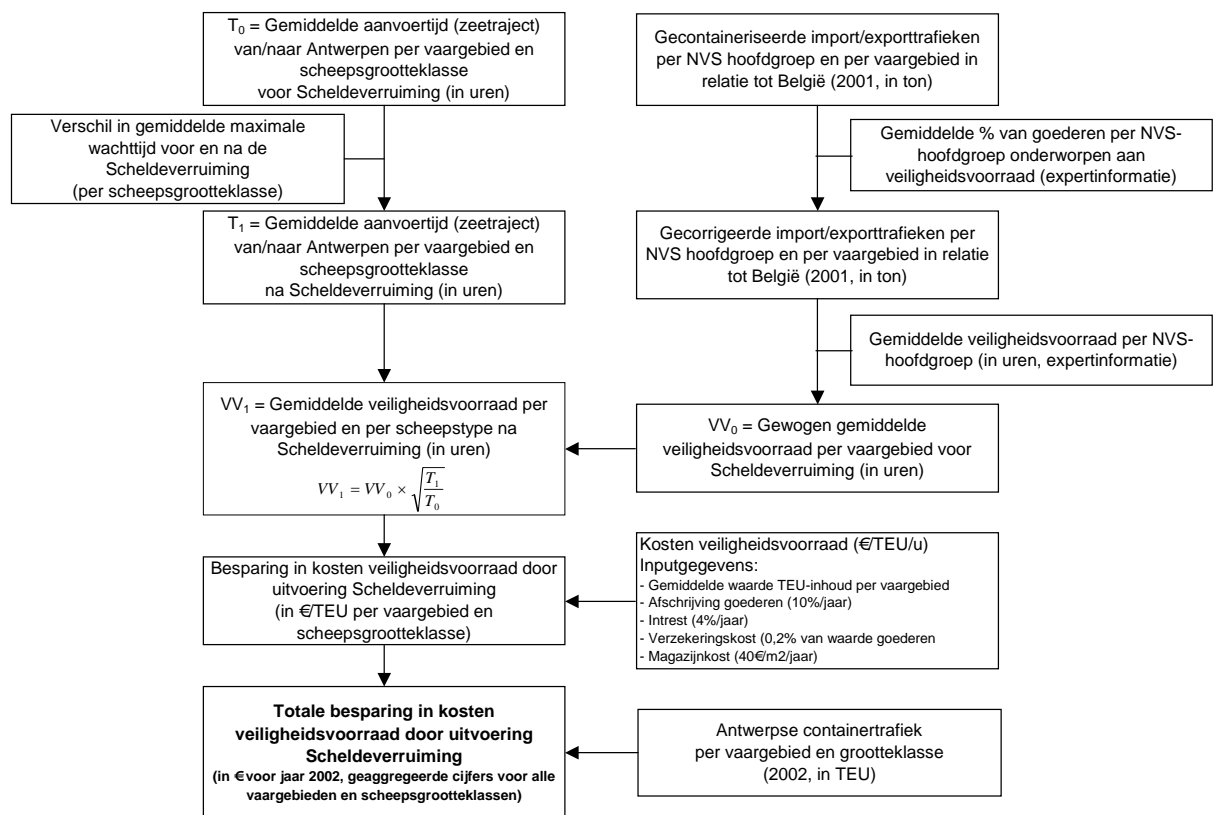 T₀ = Gemiddelde aanvoertijd (zeetraject)
van/naar Antwerpen per vaargebied en
scheepsgrootteklasse
voor Scheldeverruiming (in uren)
Gecontaineriseerde import/exporttrafieken
per NVS hoofdgroep en per vaargebied in
relatie tot België (2001, in ton)
Verschil in gemiddelde maximale
wachttijd voor en na de
Scheldeverruiming
(per scheepsgrootteklasse)
Gemiddelde % van goederen per NVS-
hoofdgroep onderworpen aan
veiligheidsvoorraad (expertinformatie)
T₁ = Gemiddelde aanvoertijd (zeetraject)
van/naar Antwerpen per vaargebied en
scheepsgrootteklasse
na Scheldeverruiming (in uren)
Gecorrigeerde import/exporttrafieken per
NVS hoofdgroep en per vaargebied in relatie
tot België (2001, in ton)
Gemiddelde veiligheidsvoorraad per NVS-
hoofdgroep (in uren, expertinformatie)
VV₁ = Gemiddelde veiligheidsvoorraad per
vaargebied en per scheepstype na
Scheldeverruiming (in uren)
VV₁ = VV₀ × √(T₁/T₀)
VV₀ = Gewogen gemiddelde
veiligheidsvoorraad per vaargebied voor
Scheldeverruiming (in uren)
Besparing in kosten veiligheidsvoorraad door
uitvoering Scheldeverruiming
(in €/TEU per vaargebied en
scheepsgrootteklasse)
Kosten veiligheidsvoorraad (€/TEU/u)
Inputgegevens:
- Gemiddelde waarde TEU-inhoud per vaargebied
- Afschrijving goederen (10%/jaar)
- Intrest (4%/jaar)
- Verzekeringskost (0,2% van waarde goederen
- Magazijnkost (40€/m2/jaar)
Totale besparing in kosten
veiligheidsvoorraad door uitvoering
Scheldeverruiming
(in € voor jaar 2002, geaggregeerde cijfers voor alle
vaargebieden en scheepsgrootteklassen)
Antwerpse containertrafiek
per vaargebied en grootteklasse
(2002, in TEU)